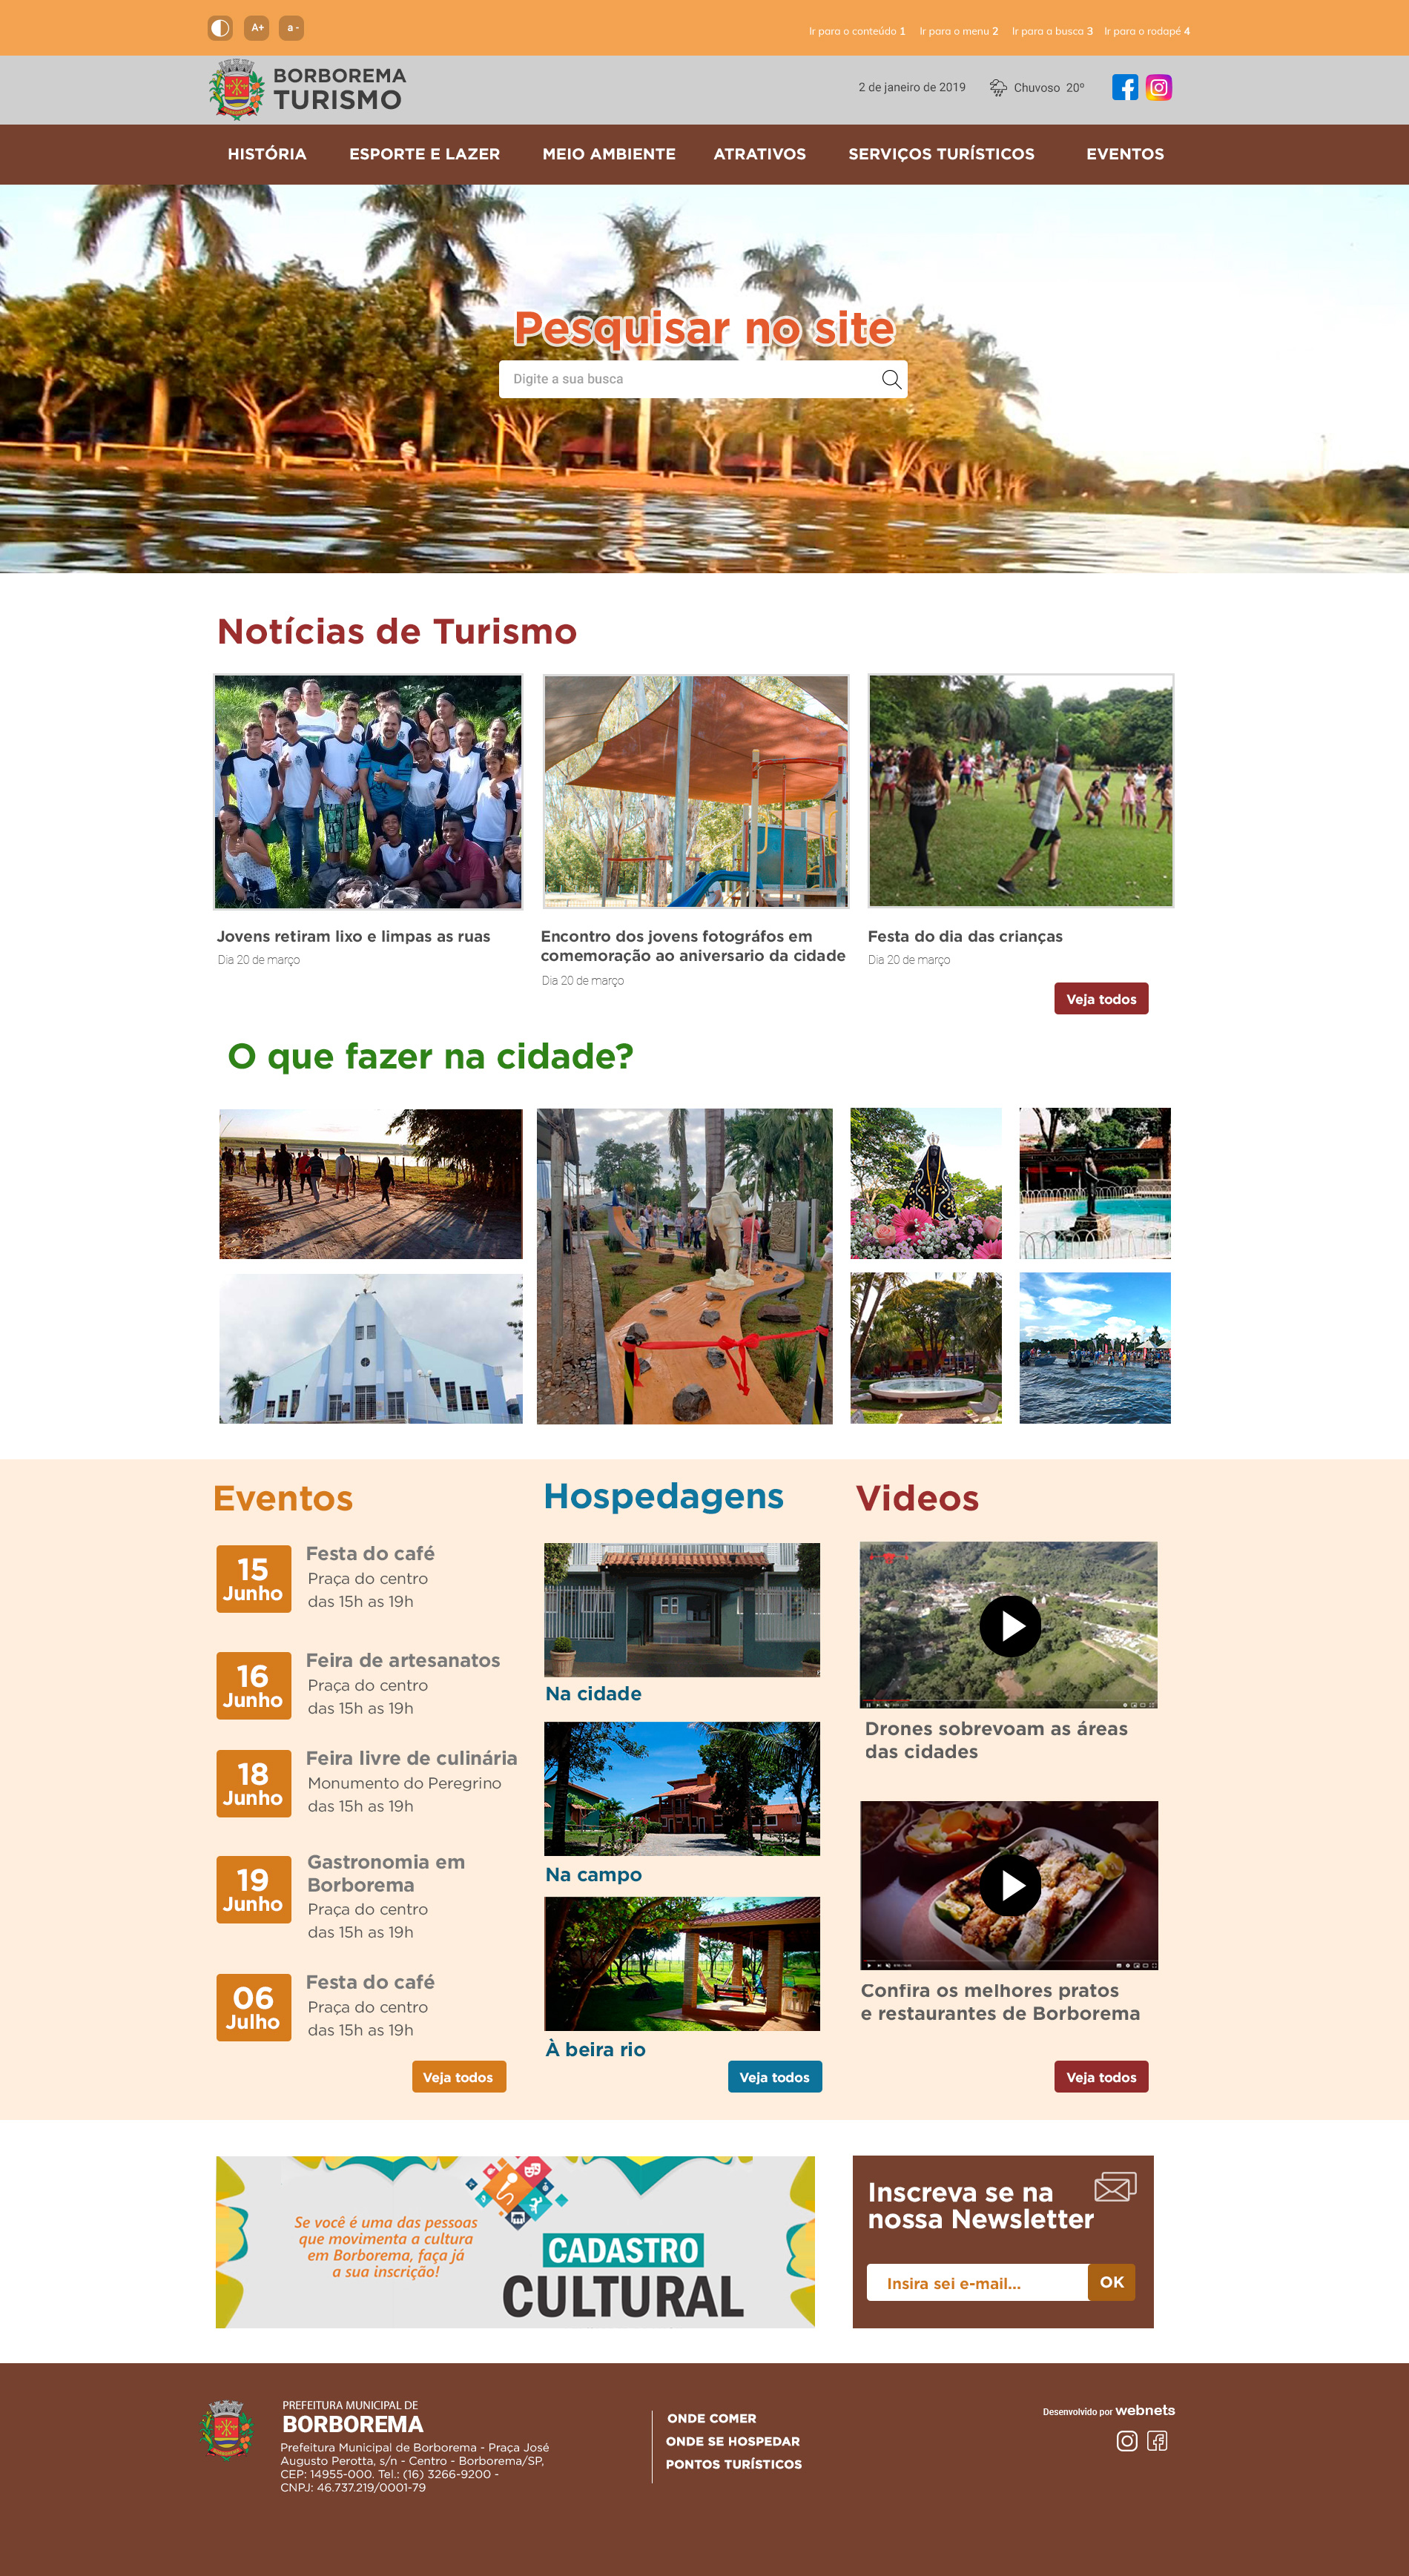 A+ a -
Ir para o conteúdo 1 Ir para o menu 2 Ir para a busca 3 Ir para o rodapé 4
BORBOREMA
TURISMO
2 de janeiro de 2019 Chuvoso 20º
HISTÓRIA ESPORTE E LAZER MEIO AMBIENTE ATRATIVOS SERVIÇOS TURÍSTICOS EVENTOS
Pesquisar no site
Digite a sua busca
Notícias de Turismo
Jovens retiram lixo e limpas as ruas
Dia 20 de março
Encontro dos jovens fotográfos em
comemoração ao aniversario da cidade
Dia 20 de março
Festa do dia das crianças
Dia 20 de março
Veja todos
O que fazer na cidade?
Eventos
15
Junho
Festa do café
Praça do centro
das 15h as 19h
16
Junho
Feira de artesanatos
Praça do centro
das 15h as 19h
18
Junho
Feira livre de culinária
Monumento do Peregrino
das 15h as 19h
19
Junho
Gastronomia em
Borborema
Praça do centro
das 15h as 19h
06
Julho
Festa do café
Praça do centro
das 15h as 19h
Veja todos
Hospedagens
Na cidade
Na campo
À beira rio
Veja todos
Videos
Drones sobrevoam as áreas
das cidades
Confira os melhores pratos
e restaurantes de Borborema
Veja todos
Se você é uma das pessoas
que movimenta a cultura
em Borborema, faça já
a sua inscrição!
CADASTRO
CULTURAL
Inscreva se na
nossa Newsletter
Insira sei e-mail... OK
PREFEITURA MUNICIPAL DE
BORBOREMA
Prefeitura Municipal de Borborema - Praça José
Augusto Perotta, s/n - Centro - Borborema/SP,
CEP: 14955-000. Tel.: (16) 3266-9200 -
CNPJ: 46.737.219/0001-79
ONDE COMER
ONDE SE HOSPEDAR
PONTOS TURÍSTICOS
Desenvolvido por webnets